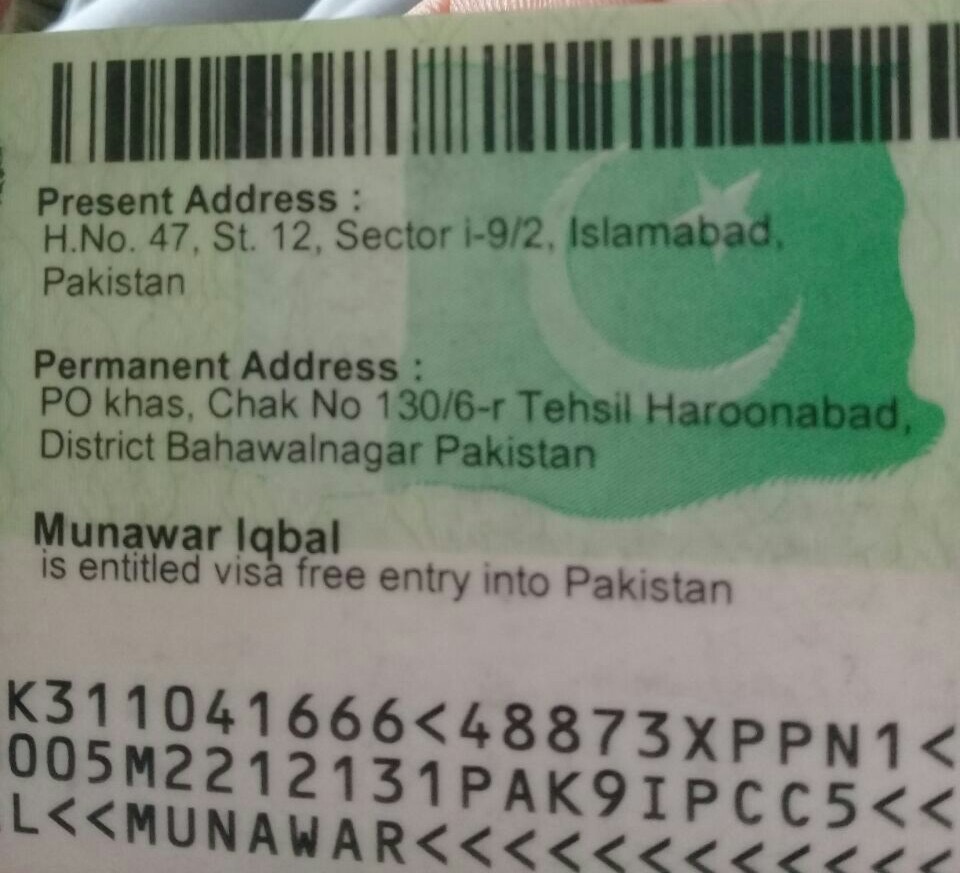 Present Address :
H.No. 47, St. 12, Sector i-9/2, Islamabad,
Pakistan
Permanent Address :
PO khas, Chak No 130/6-r Tehsil Haroonabad,
District Bahawalnagar Pakistan
Munawar Iqbal
is entitled visa free entry into Pakistan
K311041666<48873XPPN1<
005M2212131PAK9IPCC5<<
L<<MUNAWAR<<<<<<<<<<<<